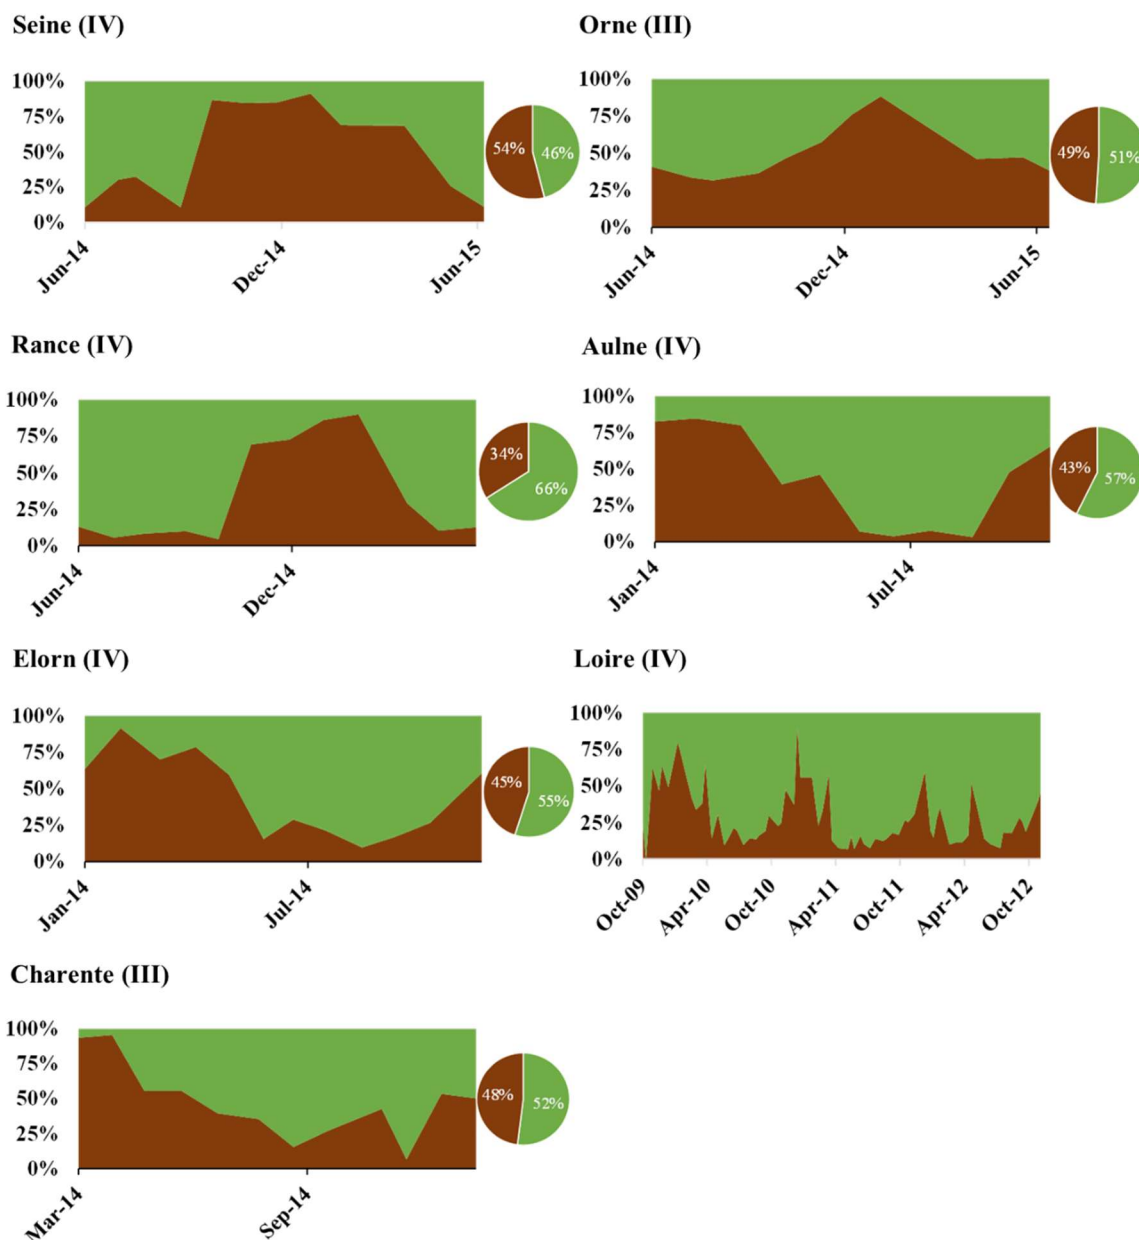 Seine (IV)
100%
75%
50%
25%
0%
Jun-14
Dec-14
Jun-15
54%
46%
Orne (III)
100%
75%
50%
25%
0%
Jun-14
Dec-14
Jun-15
49%
51%
Rance (IV)
100%
75%
50%
25%
0%
Jun-14
Dec-14
34%
66%
Aulne (IV)
100%
75%
50%
25%
0%
Jan-14
Jul-14
43%
57%
Elorn (IV)
100%
75%
50%
25%
0%
Jan-14
Jul-14
45%
55%
Loire (IV)
100%
75%
50%
25%
0%
Oct-09
Apr-10
Oct-10
Apr-11
Oct-11
Apr-12
Oct-12
Charente (III)
100%
75%
50%
25%
0%
Mar-14
Sep-14
48%
52%